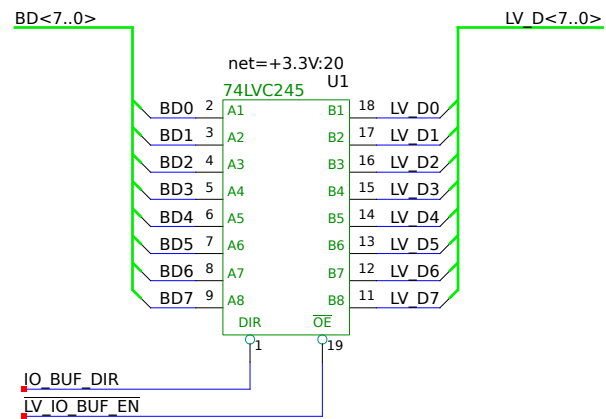 BD<7..0> LV_D<7..0>
net=+3.3V:20
U1
74LVC245
BD0 2 A1 B1 18 LV_D0
BD1 3 A2 B2 17 LV_D1
BD2 4 A3 B3 16 LV_D2
BD3 5 A4 B4 15 LV_D3
BD4 6 A5 B5 14 LV_D4
BD5 7 A6 B6 13 LV_D5
BD6 8 A7 B7 12 LV_D6
BD7 9 A8 B8 11 LV_D7
DIR OE
1 19
IO_BUF_DIR
LV_IO_BUF_EN